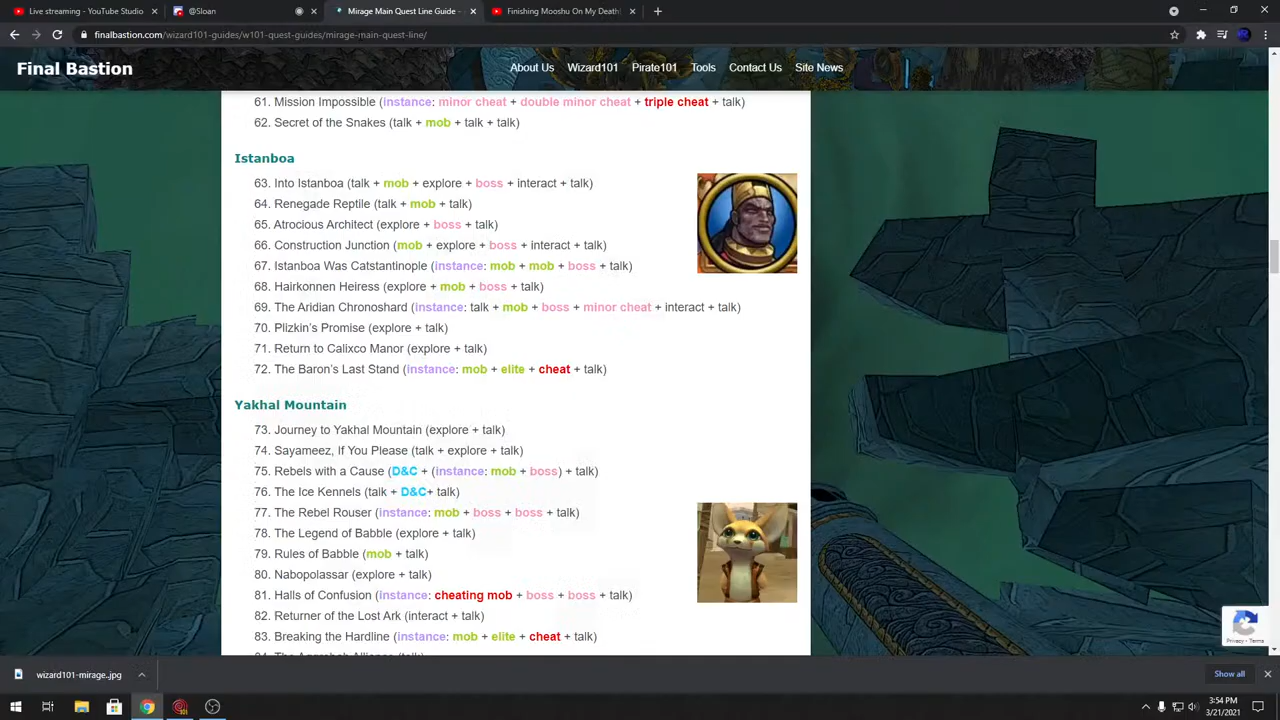 Live streaming - YouTube Studio
@Sloan
Mirage Main Quest Line Guide -
Finishing Mooshu On My Death
finalbastion.com/wizard101-quest-guides/w101-quest-guide/mirage-main-quest-line/
Final Bastion
About Us Wizard101 Pirate101 Tools Contact Us Site News
61. Mission Impossible (instance: minor cheat + double minor cheat + triple cheat + talk)
62. Secret of the Snakes (talk + mob + talk + talk)
Istanboa
63. Into Istanboa (talk + mob + explore + boss + interact + talk)
64. Renegade Reptile (talk + mob + talk)
65. Atrocious Architect (explore + boss + talk)
66. Construction Junction (mob + explore + boss + interact + talk)
67. Istanboa Was Catstantinople (instance: mob + mob + boss + talk)
68. Hairkonnen Heiress (explore + mob + boss + talk)
69. The Aridian Chronoshard (instance: talk + mob + boss + minor cheat + interact + talk)
70. Plizkin's Promise (explore + talk)
71. Return to Calixco Manor (explore + talk)
72. The Baron's Last Stand (instance: mob + elite + cheat + talk)
Yakhal Mountain
73. Journey to Yakhal Mountain (explore + talk)
74. Sayameez, If You Please (talk + explore + talk)
75. Rebels with a Cause (D&C + (instance: mob + boss) + talk)
76. The Ice Kennels (talk + D&C+ talk)
77. The Rebel Rouser (instance: mob + boss + boss + talk)
78. The Legend of Babble (explore + talk)
79. Rules of Babble (mob + talk)
80. Nabopolassar (explore + talk)
81. Halls of Confusion (instance: cheating mob + boss + boss + talk)
82. Returner of the Lost Ark (interact + talk)
83. Breaking the Hardline (instance: mob + elite + cheat + talk)
84. The Aggrobah Alliance (talk)
Privacy - Terms
wizard101-mirage.jpg
Show all
3:54 PM
3/21/2021